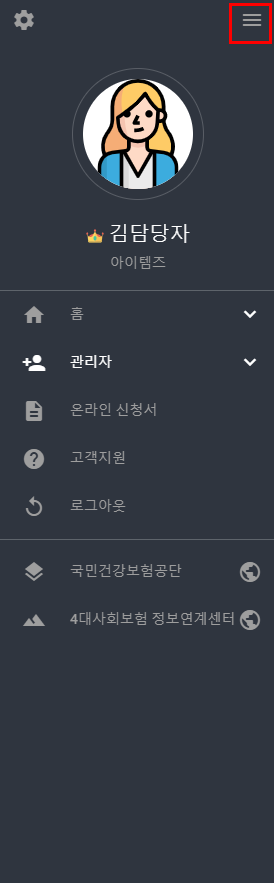 김담당자
아이템즈
홈
관리자
온라인 신청서
고객지원
로그아웃
국민건강보험공단
4대사회보험 정보연계센터